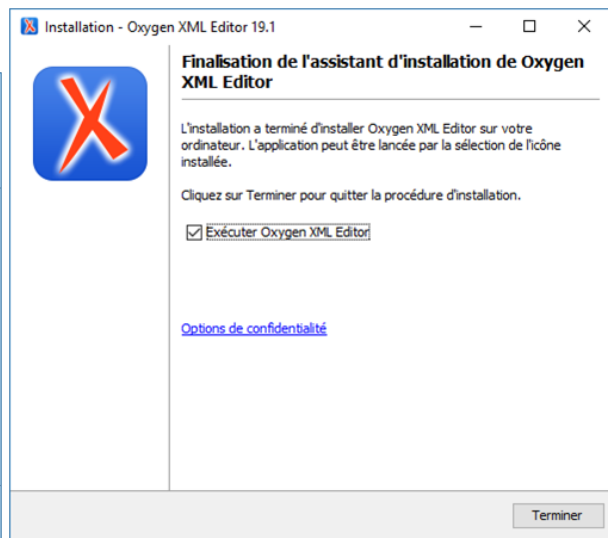 Installation - Oxygen XML Editor 19.1
Finalisation de l'assistant d'installation de Oxygen
XML Editor
L'installation a terminé d'installer Oxygen XML Editor sur votre
ordinateur. L'application peut être lancée par la sélection de l'icône
installée.
Cliquez sur Terminer pour quitter la procédure d'installation.
Exécuter Oxygen XML Editor
Options de confidentialité
Terminer